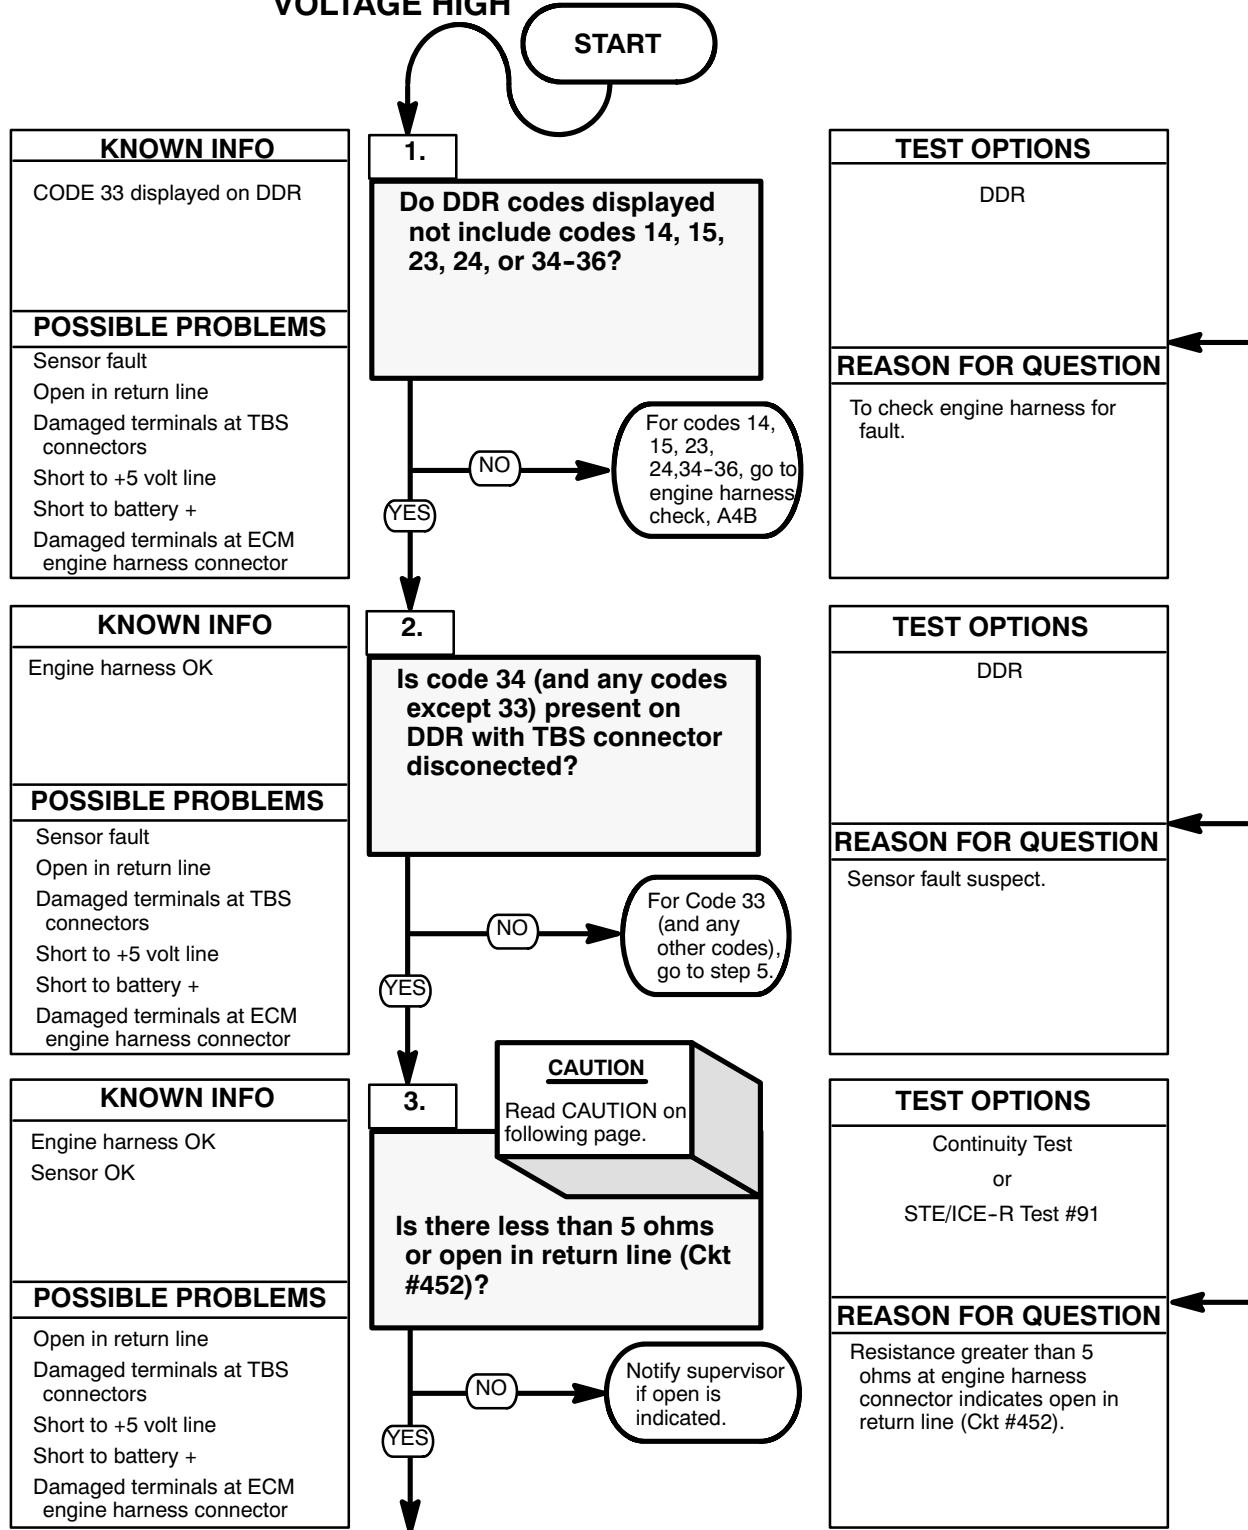 VOLTAGE HIGH
START
KNOWN INFO
CODE 33 displayed on DDR
POSSIBLE PROBLEMS
Sensor fault
Open in return line
Damaged terminals at TBS
connectors
Short to +5 volt line
Short to battery +
Damaged terminals at ECM
engine harness connector
1.
Do DDR codes displayed
not include codes 14, 15,
23, 24, or 34-36?
NO
For codes 14,
15, 23,
24,34-36, go to
engine harness
check, A4B
YES
TEST OPTIONS
DDR
REASON FOR QUESTION
To check engine harness for
fault.
KNOWN INFO
Engine harness OK
POSSIBLE PROBLEMS
Sensor fault
Open in return line
Damaged terminals at TBS
connectors
Short to +5 volt line
Short to battery +
Damaged terminals at ECM
engine harness connector
2.
Is code 34 (and any codes
except 33) present on
DDR with TBS connector
disconected?
NO
For Code 33
(and any
other codes),
go to step 5.
YES
TEST OPTIONS
DDR
REASON FOR QUESTION
Sensor fault suspect.
KNOWN INFO
Engine harness OK
Sensor OK
POSSIBLE PROBLEMS
Open in return line
Damaged terminals at TBS
connectors
Short to +5 volt line
Short to battery +
Damaged terminals at ECM
engine harness connector
3.
CAUTION
Read CAUTION on
following page.
Is there less than 5 ohms
or open in return line (Ckt
#452)?
NO
Notify supervisor
if open is
indicated.
YES
TEST OPTIONS
Continuity Test
or
STE/ICE-R Test #91
REASON FOR QUESTION
Resistance greater than 5
ohms at engine harness
connector indicates open in
return line (Ckt #452).